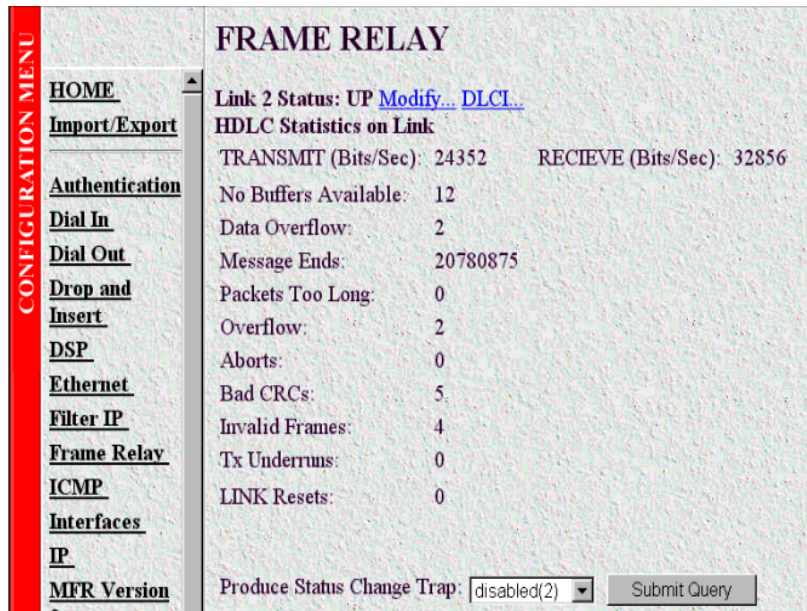 CONFIGURATION MENU
HOME
Import/Export
Authentication
Dial In
Dial Out
Drop and
Insert
DSP
Ethernet
Filter IP
Frame Relay
ICMP
Interfaces
IP
MFR Version
FRAME RELAY
Link 2 Status: UP Modify... DLCI...
HDLC Statistics on Link
TRANSMIT (Bits/Sec): 24352 RECIEVE (Bits/Sec): 32856
No Buffers Available: 12
Data Overflow: 2
Message Ends: 20780875
Packets Too Long: 0
Overflow: 2
Aborts: 0
Bad CRCs: 5
Invalid Frames: 4
Tx Underruns: 0
LINK Resets: 0
Produce Status Change Trap: disabled(2) Submit Query